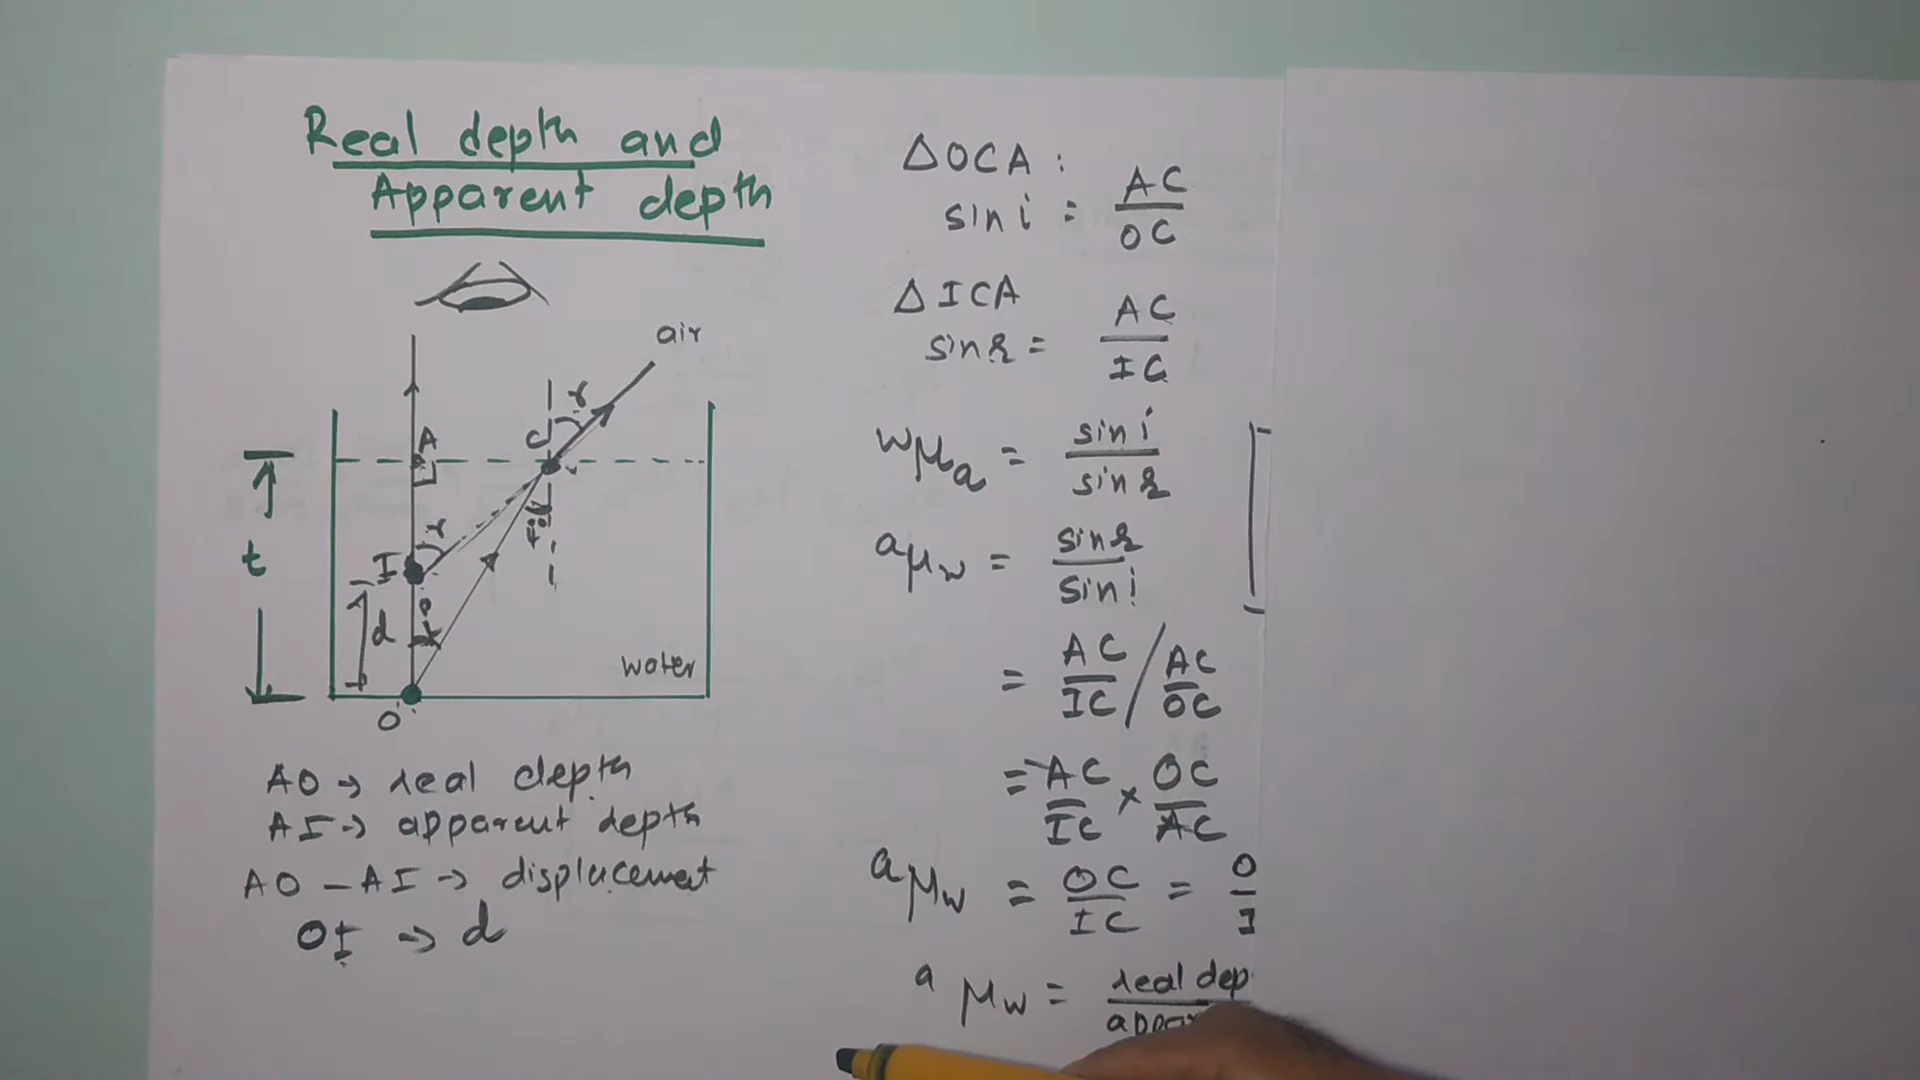 Real depth and
Apparent depth
air
r
A
C
t
r
I
i
d
i
water
O
AO → real depth
AI → apparent depth
AO – AI → displacement
OI → d
ΔOCA :
sin i = AC/OC
ΔICA
sin r = AC/IC
wμa = sin i/sin r
aμw = sin r/sin i
= AC/IC / AC/OC
= AC/IC × OC/AC
aμw = OC/IC = O/I
aμw = real dep/appar